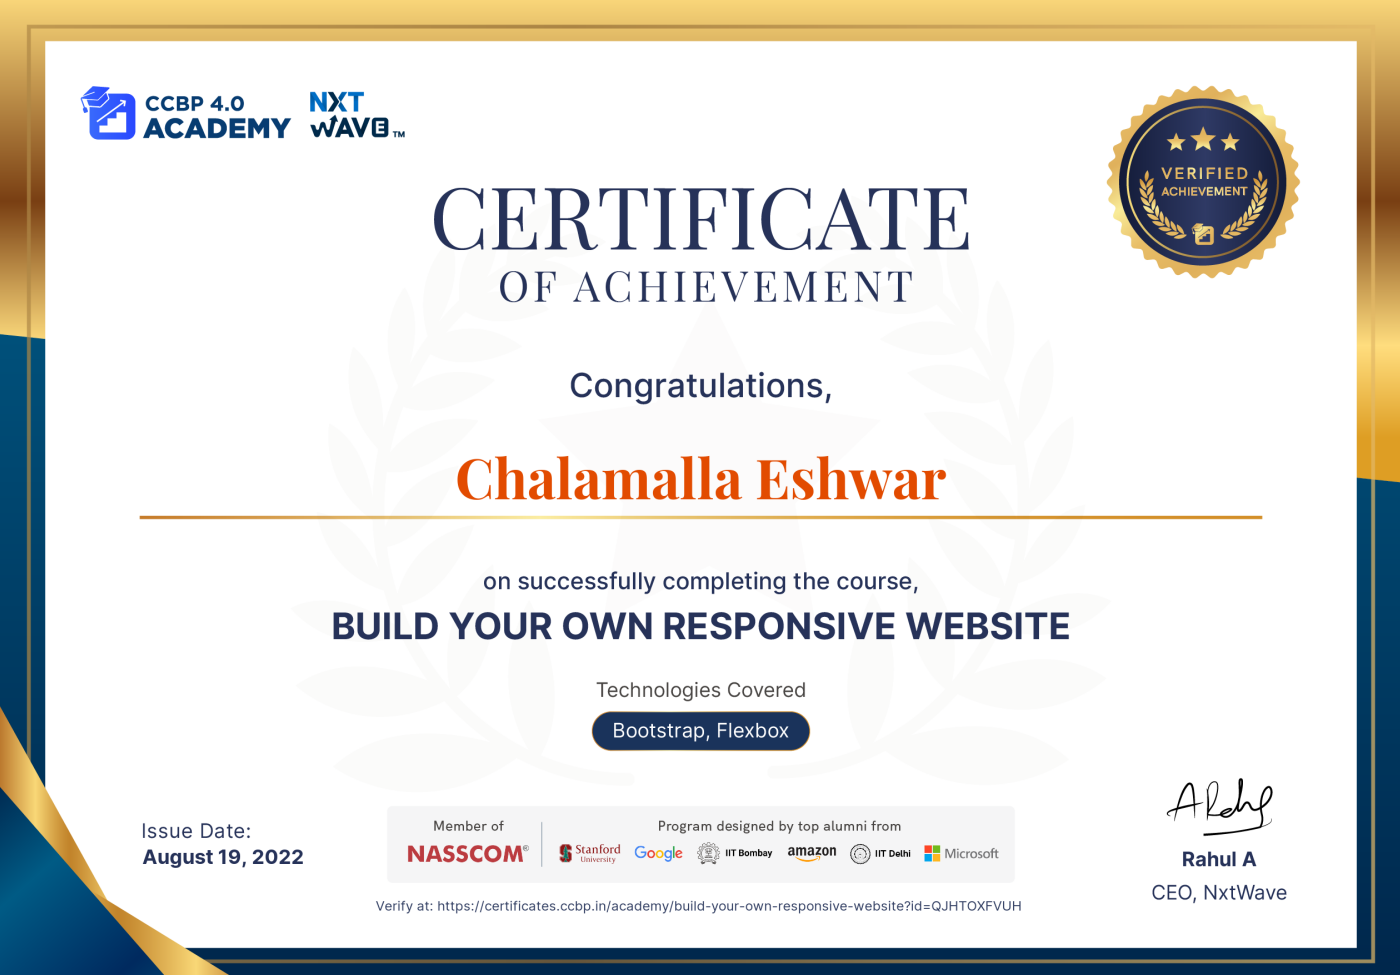 CCBP 4.0
ACADEMY
NXT
WAVE™
VERIFIED
ACHIEVEMENT
CERTIFICATE
OF ACHIEVEMENT
Congratulations,
Chalamalla Eshwar
on successfully completing the course,
BUILD YOUR OWN RESPONSIVE WEBSITE
Technologies Covered
Bootstrap, Flexbox
Issue Date:
August 19, 2022
Member of
NASSCOM®
Program designed by top alumni from
Stanford
University
Google
IIT Bombay
amazon
IIT Delhi
Microsoft
Verify at: https://certificates.ccbp.in/academy/build-your-own-responsive-website?id=QJHTOXFVUH
Rahul A
CEO, NxtWave